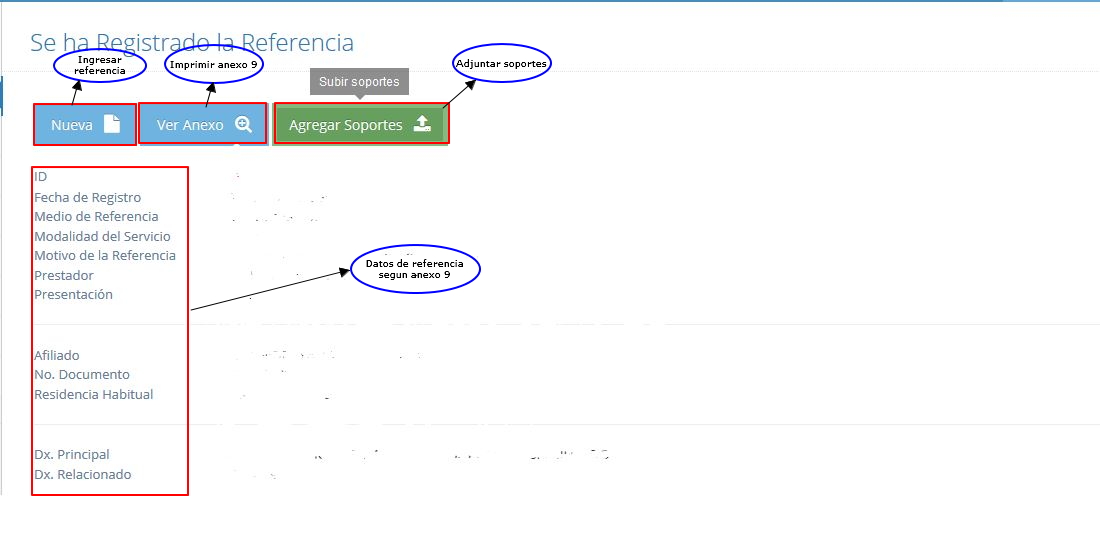 Se ha Registrado la Referencia
Ingresar
referencia
Imprimir anexo 9
Adjuntar soportes
Subir soportes
Nueva
Ver Anexo
Agregar Soportes
ID
Fecha de Registro
Medio de Referencia
Modalidad del Servicio
Motivo de la Referencia
Prestador
Presentación
Datos de referencia
segun anexo 9
Afiliado
No. Documento
Residencia Habitual
Dx. Principal
Dx. Relacionado